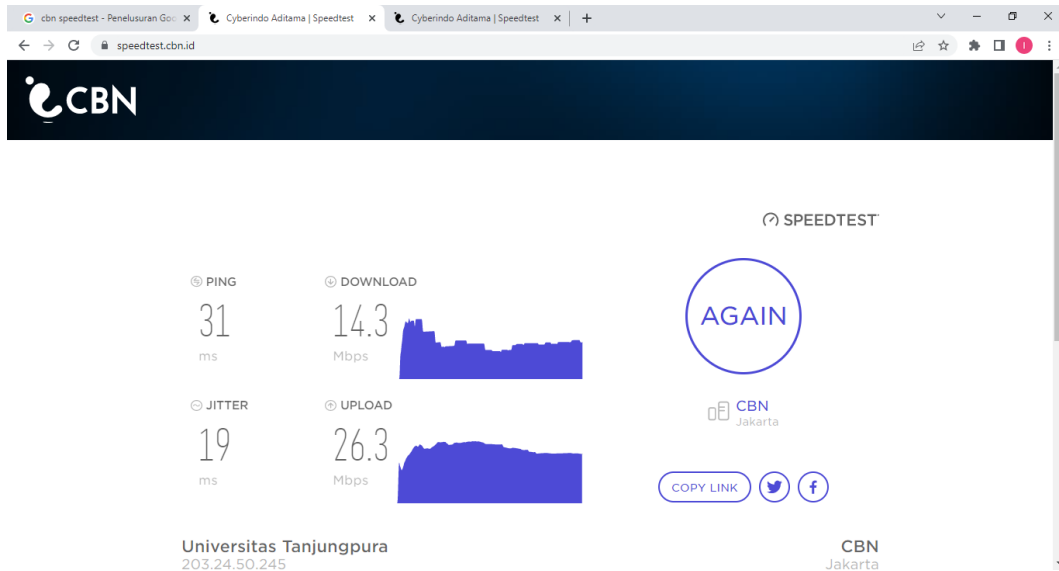 cbn speedtest - Penelusuran Goo
Cyberindo Aditama | Speedtest
Cyberindo Aditama | Speedtest
speedtest.cbn.id
I
CBN
SPEEDTEST
PING
31
ms
DOWNLOAD
14.3
Mbps
AGAIN
JITTER
19
ms
UPLOAD
26.3
Mbps
CBN
Jakarta
COPY LINK
Universitas Tanjungpura
203.24.50.245
CBN
Jakarta